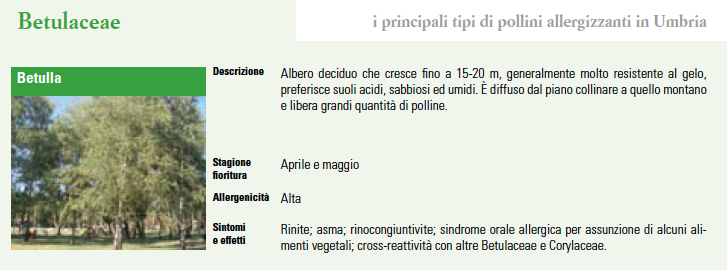 Betulaceae
i principali tipi di pollini allergizzanti in Umbria
Betulla
Descrizione
Albero deciduo che cresce fino a 15-20 m, generalmente molto resistente al gelo,
preferisce suoli acidi, sabbiosi ed umidi. È diffuso dal piano collinare a quello montano
e libera grandi quantità di polline.
Stagione
fioritura
Aprile e maggio
Allergenicità
Alta
Sintomi
e effetti
Rinite; asma; rinocongiuntivite; sindrome orale allergica per assunzione di alcuni ali-
menti vegetali; cross-reattività con altre Betulaceae e Corylaceae.